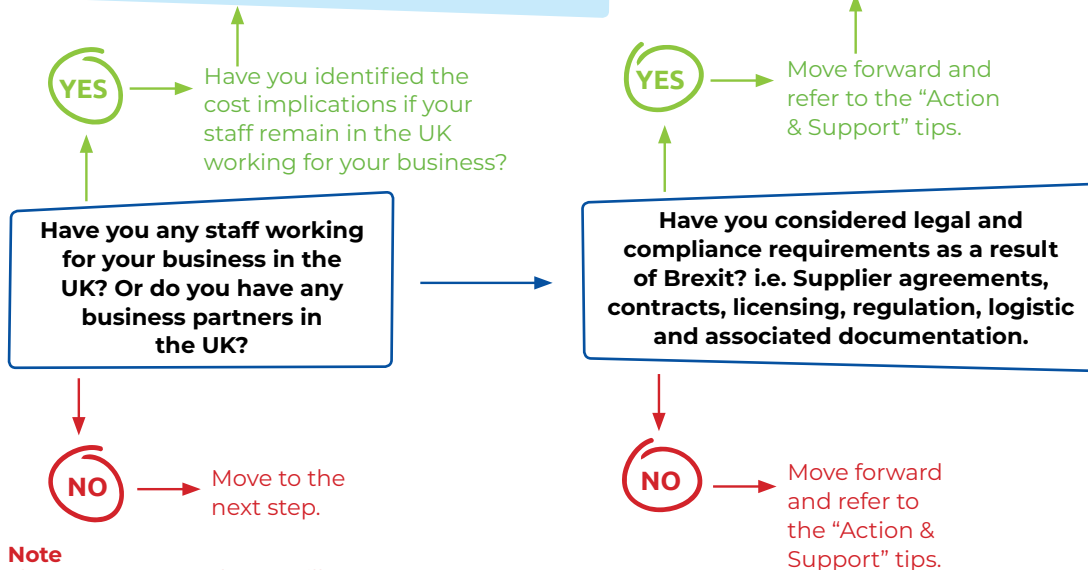 YES
Have you identified the
cost implications if your
staff remain in the UK
working for your business?
Have you any staff working
for your business in the
UK? Or do you have any
business partners in
the UK?
NO
Move to the
next step.
Note
YES
Move forward and
refer to the “Action
& Support” tips.
Have you considered legal and
compliance requirements as a result
of Brexit? i.e. Supplier agreements,
contracts, licensing, regulation, logistic
and associated documentation.
NO
Move forward
and refer to
the “Action &
Support” tips.